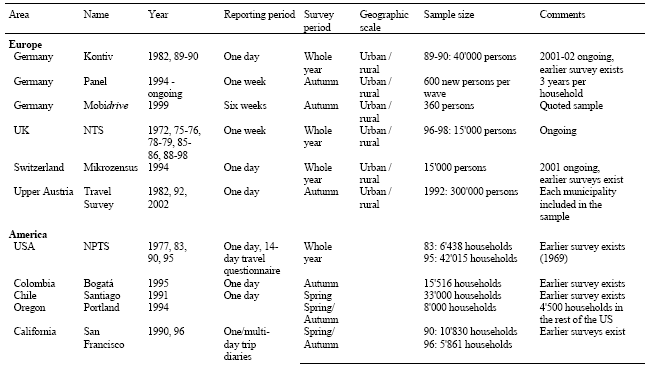 Area Name Year Reporting period Survey Geographic Sample size Comments
period scale
Europe
Germany Kontiv 1982, 89-90 One day Whole Urban / 89-90: 40'000 persons 2001-02 ongoing,
year rural earlier survey exists
Germany Panel 1994 - One week Autumn Urban / 600 new persons per 3 years per
ongoing rural wave household
Germany Mobidrive 1999 Six weeks Autumn Urban / 360 persons Quoted sample
rural
UK NTS 1972, 75-76, One week Whole Urban / 96-98: 15'000 persons Ongoing
78-79, 85- year rural
86, 88-98
Switzerland Mikrozensus 1994 One day Whole Urban / 15'000 persons 2001 ongoing,
year rural earlier surveys exist
Upper Austria Travel 1982, 92, One day Autumn Urban / 1992: 300'000 persons Each municipality
Survey 2002 rural included in the
sample
America
USA NPTS 1977, 83, One day, 14- Whole 83: 6'438 households Earlier survey exists
90, 95 day travel year 95: 42'015 households (1969)
questionnaire
Colombia Bogatá 1995 One day Autumn 15'516 households Earlier survey exists
Chile Santiago 1991 One day Spring 33'000 households Earlier survey exists
Oregon Portland 1994 Spring/ 8'000 households 4'500 households in
Autumn the rest of the US
California San 1990, 96 One/multi- Spring/ 90: 10'830 households Earlier surveys exist
Francisco day trip Autumn 96: 5'861 households
diaries